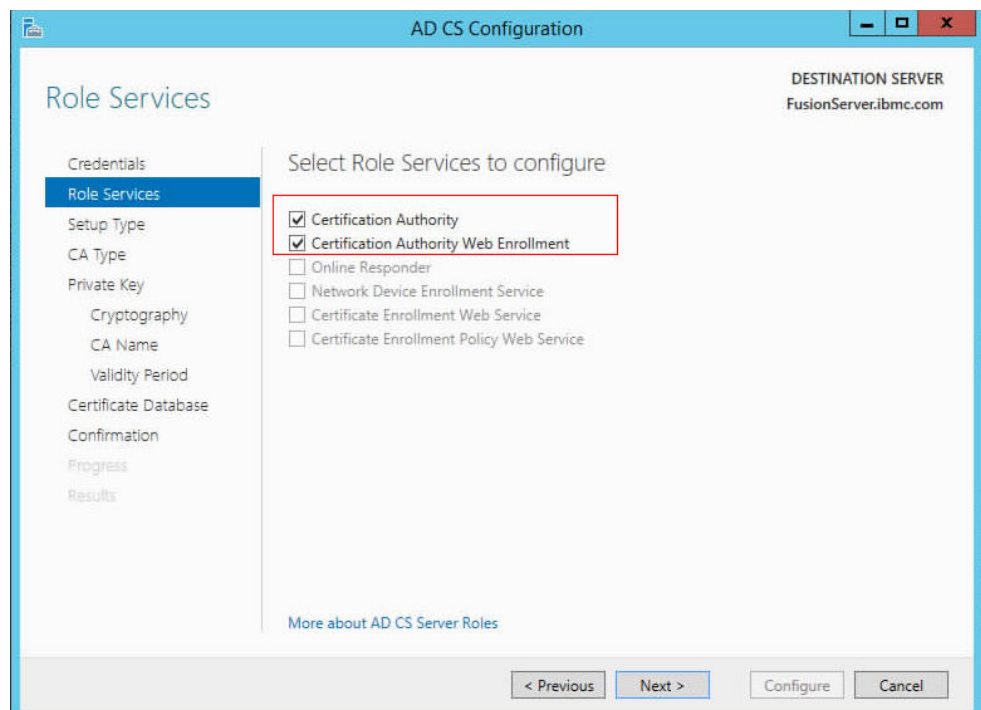 AD CS Configuration
Role Services
DESTINATION SERVER
FusionServer.ibmc.com
Credentials
Role Services
Setup Type
CA Type
Private Key
Cryptography
CA Name
Validity Period
Certificate Database
Confirmation
Progress
Results
Select Role Services to configure
Certification Authority
Certification Authority Web Enrollment
Online Responder
Network Device Enrollment Service
Certificate Enrollment Web Service
Certificate Enrollment Policy Web Service
More about AD CS Server Roles
< Previous
Next >
Configure
Cancel